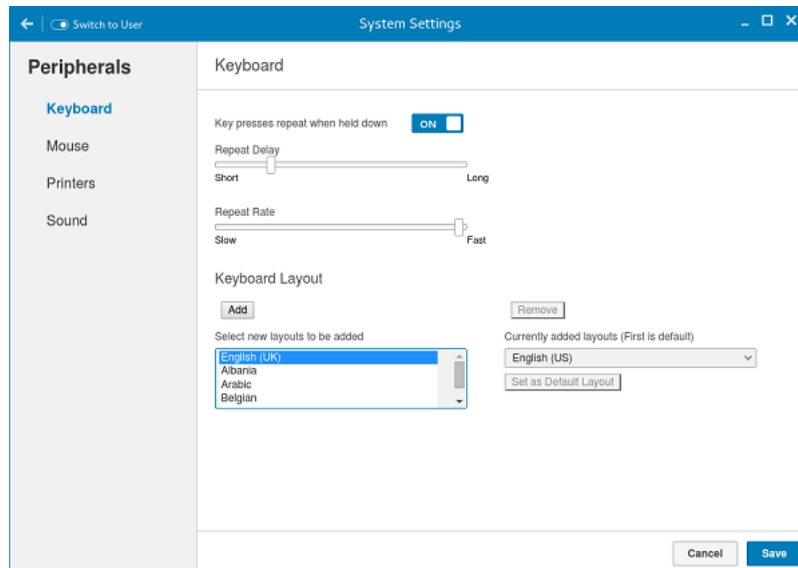 Switch to User
System Settings
Peripherals
Keyboard
Mouse
Printers
Sound
Keyboard
Key presses repeat when held down
ON
Repeat Delay
Short
Long
Repeat Rate
Slow
Fast
Keyboard Layout
Add
Select new layouts to be added
English (UK)
Albania
Arabic
Belgian
Remove
Currently added layouts (First is default)
English (US)
Set as Default Layout
Cancel
Save